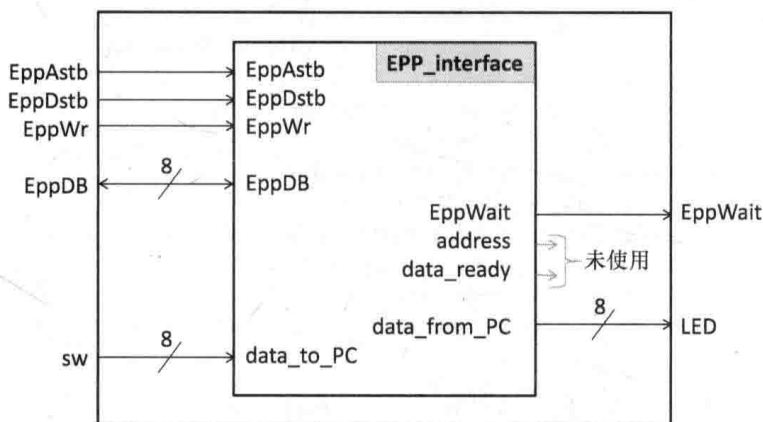 EPP_interface
EppAstb EppAstb
EppDstb EppDstb
EppWr EppWr
8
EppDB EppDB
EppWait EppWait
address
data_ready 未使用
8
data_from_PC LED
8
sw data_to_PC